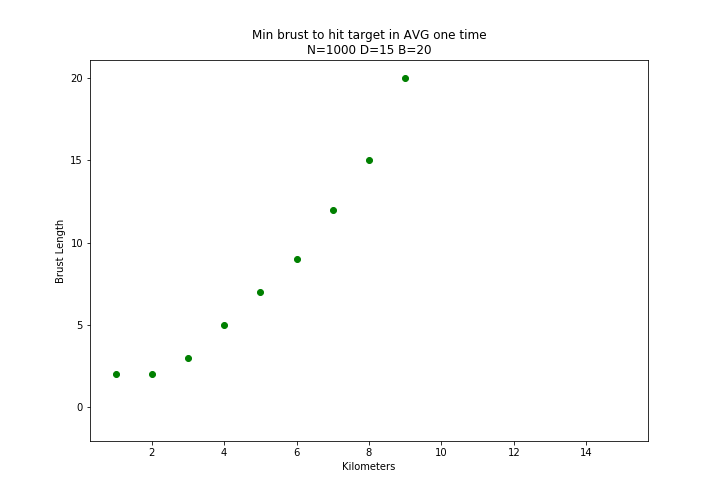 Min brust to hit target in AVG one time
N=1000 D=15 B=20
20
15
10
5
0
Brust Length
2 4 6 8 10 12 14
Kilometers